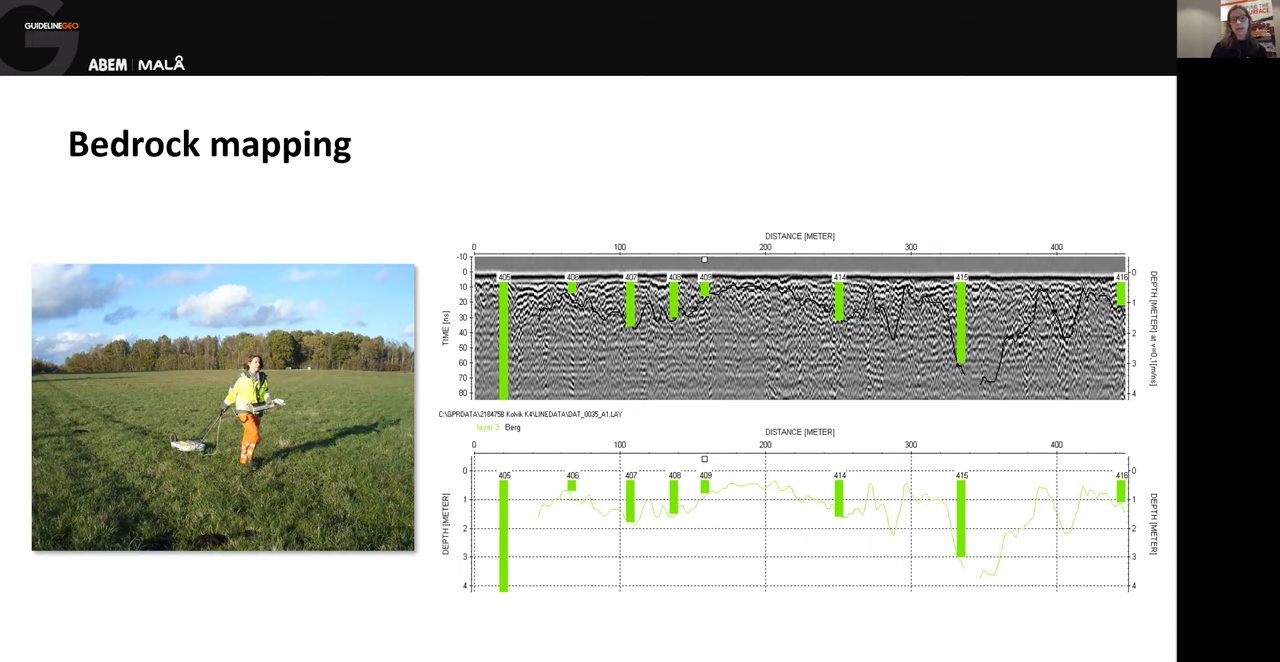 GUIDELINEGEO
ABEM | MALÅ
Bedrock mapping
DISTANCE [METER]
0 100 200 300 400
-10
0
10
20
30
40
50
60
70
80
TIME [ns]
405 406 407 408 409 414 415 416
0
1
2
3
4
DEPTH [METER] at v=0,1[m/ns]
C:\GPRDATA\218475B Kolvik K4\LINEDATA\DAT_0035_A1.LAY
layer 3 Berg
DISTANCE [METER]
0 100 200 300 400
0
1
2
3
4
DEPTH [METER]
405 406 407 408 409 414 415 416
0
1
2
3
4
DEPTH [METER]